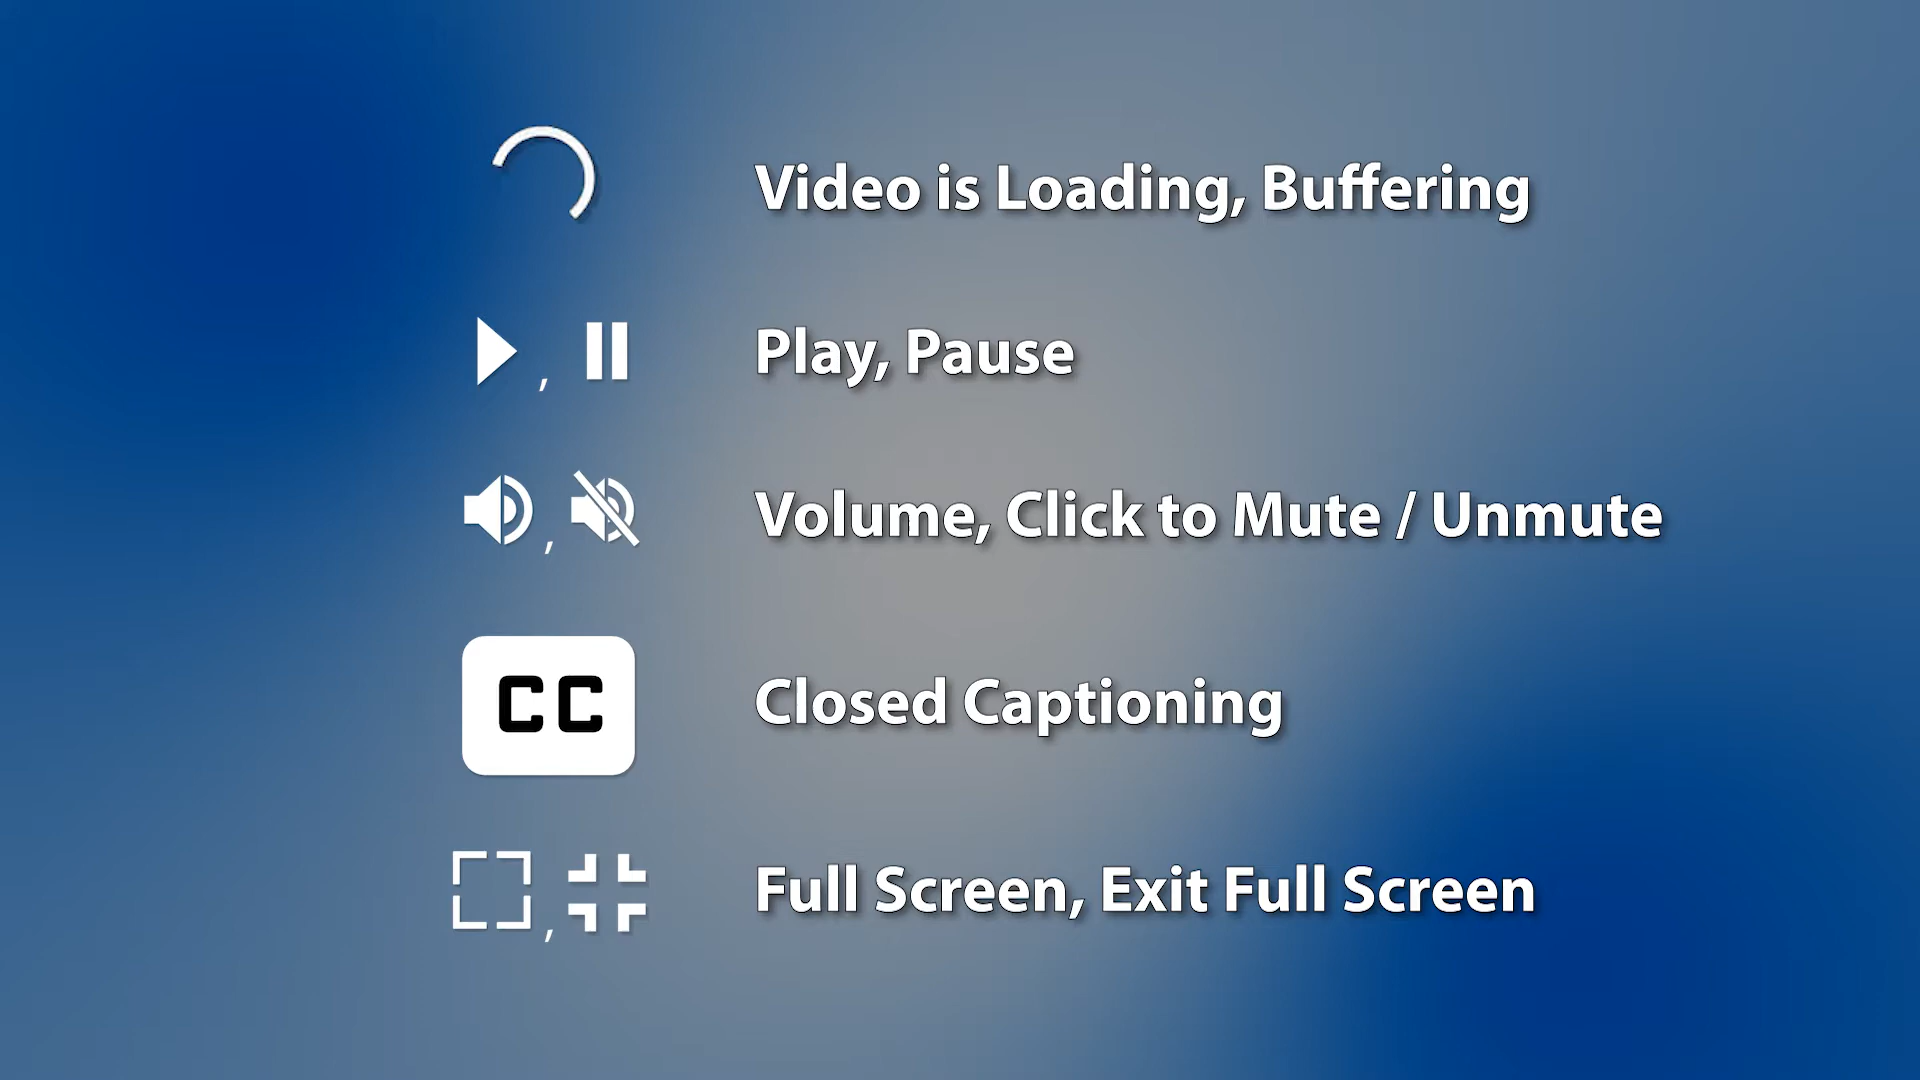 Video is Loading, Buffering
, Play, Pause
, Volume, Click to Mute / Unmute
CC Closed Captioning
, Full Screen, Exit Full Screen